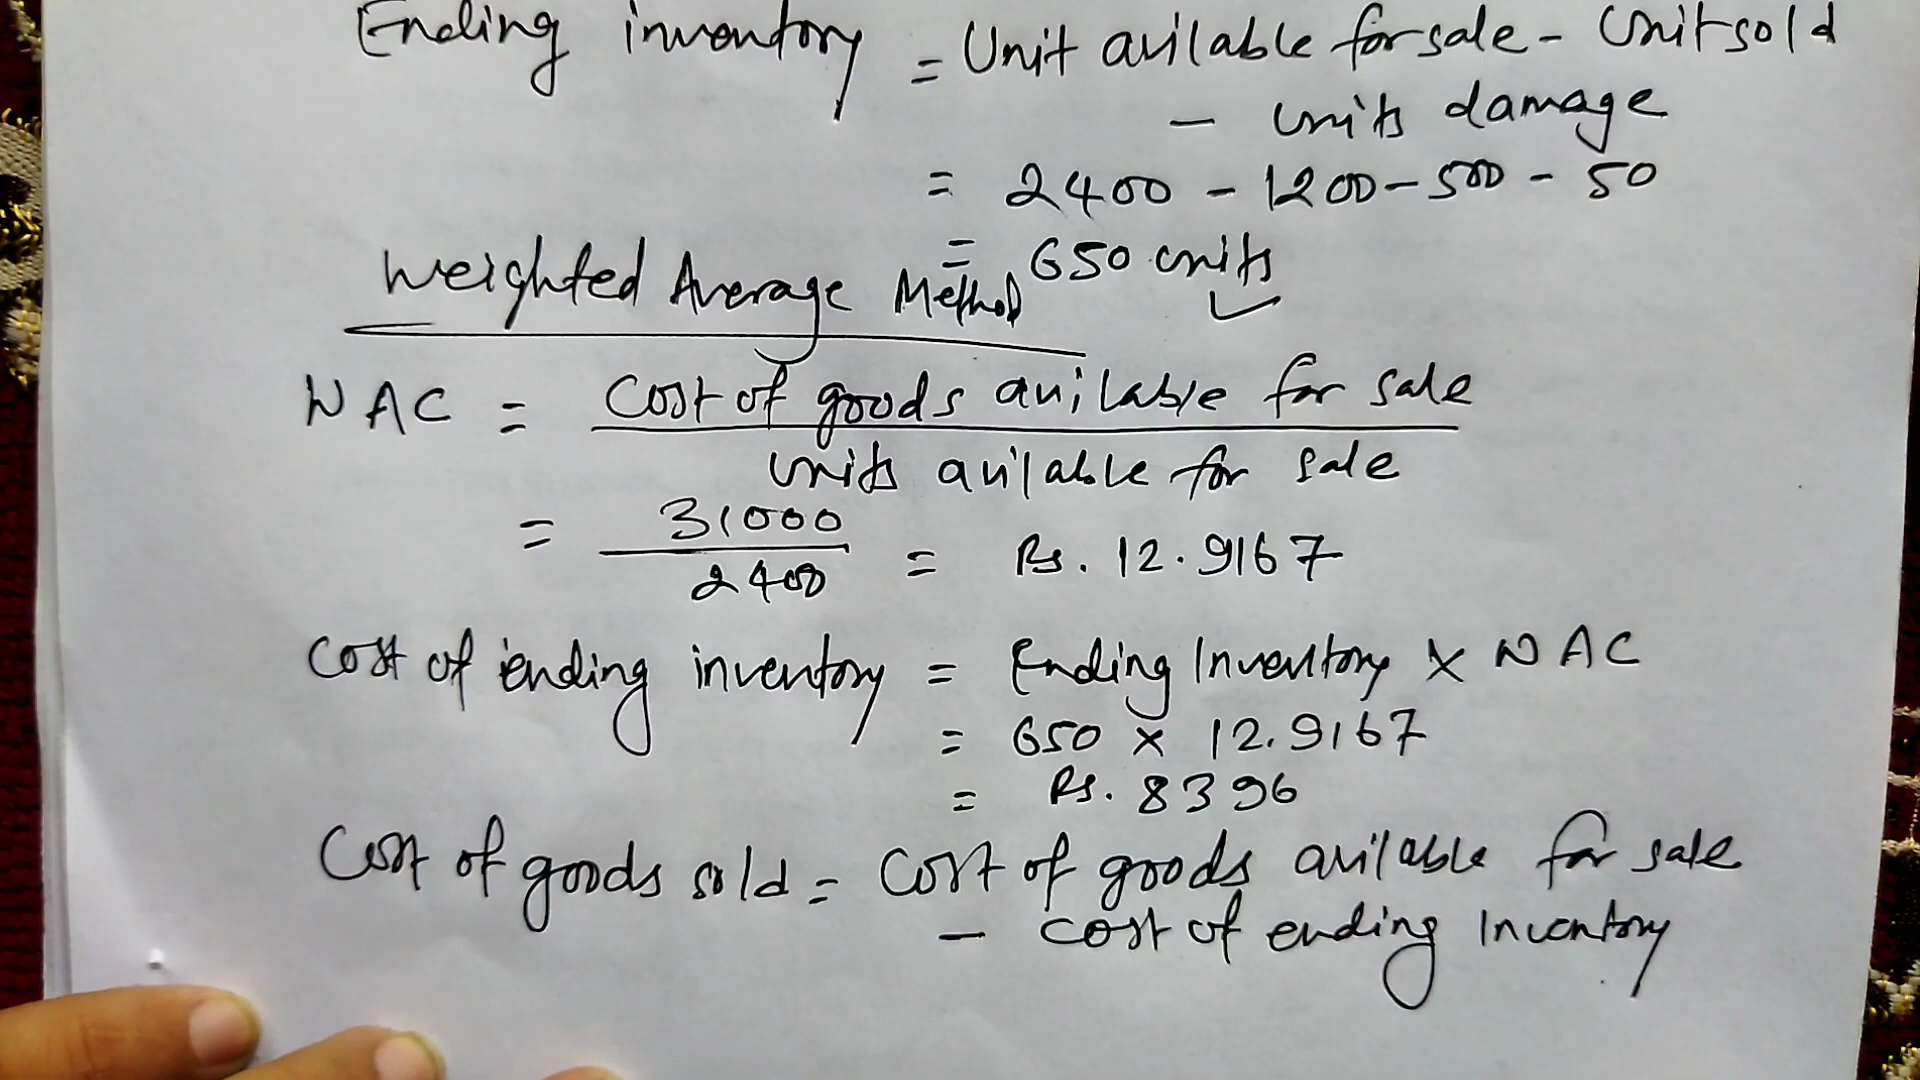 Ending inventory = Unit avilable for sale - Unit sold
- units damage
= 2400 - 1200 - 500 - 50
= 650 units
Weighted Average Method
WAC = Cost of goods avilable for sale
units avilable for sale
= 31000
2400
= Rs. 12.9167
Cost of ending inventory = Ending Inventory x WAC
= 650 x 12.9167
= Rs. 8396
Cost of goods sold = Cost of goods avilable for sale
- cost of ending Inventory